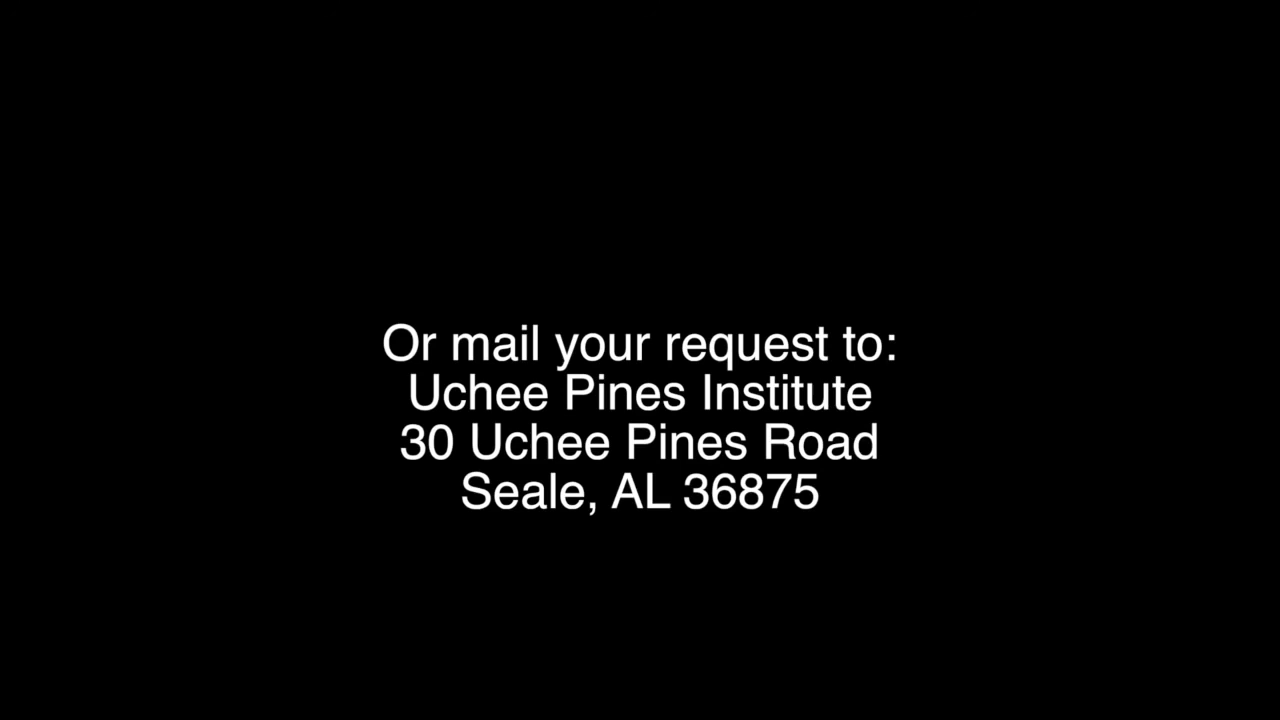 Or mail your request to:
Uchee Pines Institute
30 Uchee Pines Road
Seale, AL 36875